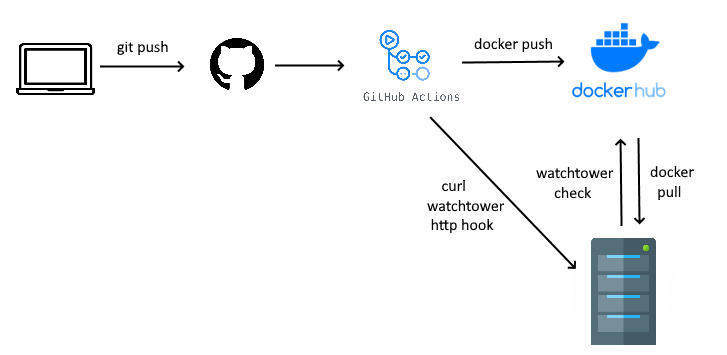 git push
docker push
GitHub Actions
dockerhub
curl
watchtower
http hook
watchtower
check
docker
pull